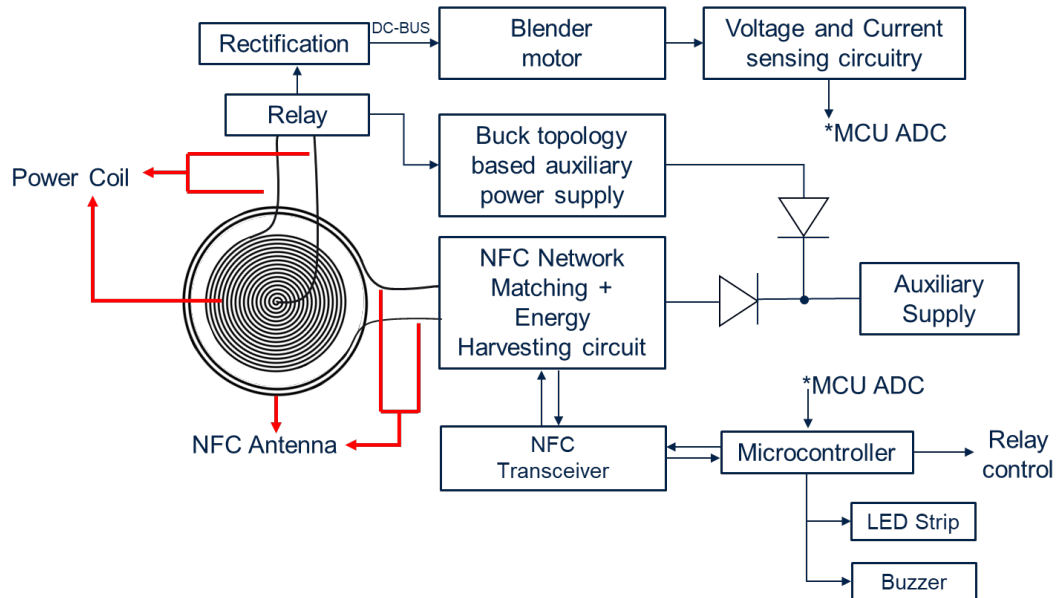 Rectification
DC-BUS
Blender
motor
Voltage and Current
sensing circuitry
Relay
*MCU ADC
Buck topology
based auxiliary
power supply
Power Coil
NFC Network
Matching +
Energy
Harvesting circuit
Auxiliary
Supply
*MCU ADC
NFC Antenna
NFC
Transceiver
Microcontroller
Relay
control
LED Strip
Buzzer